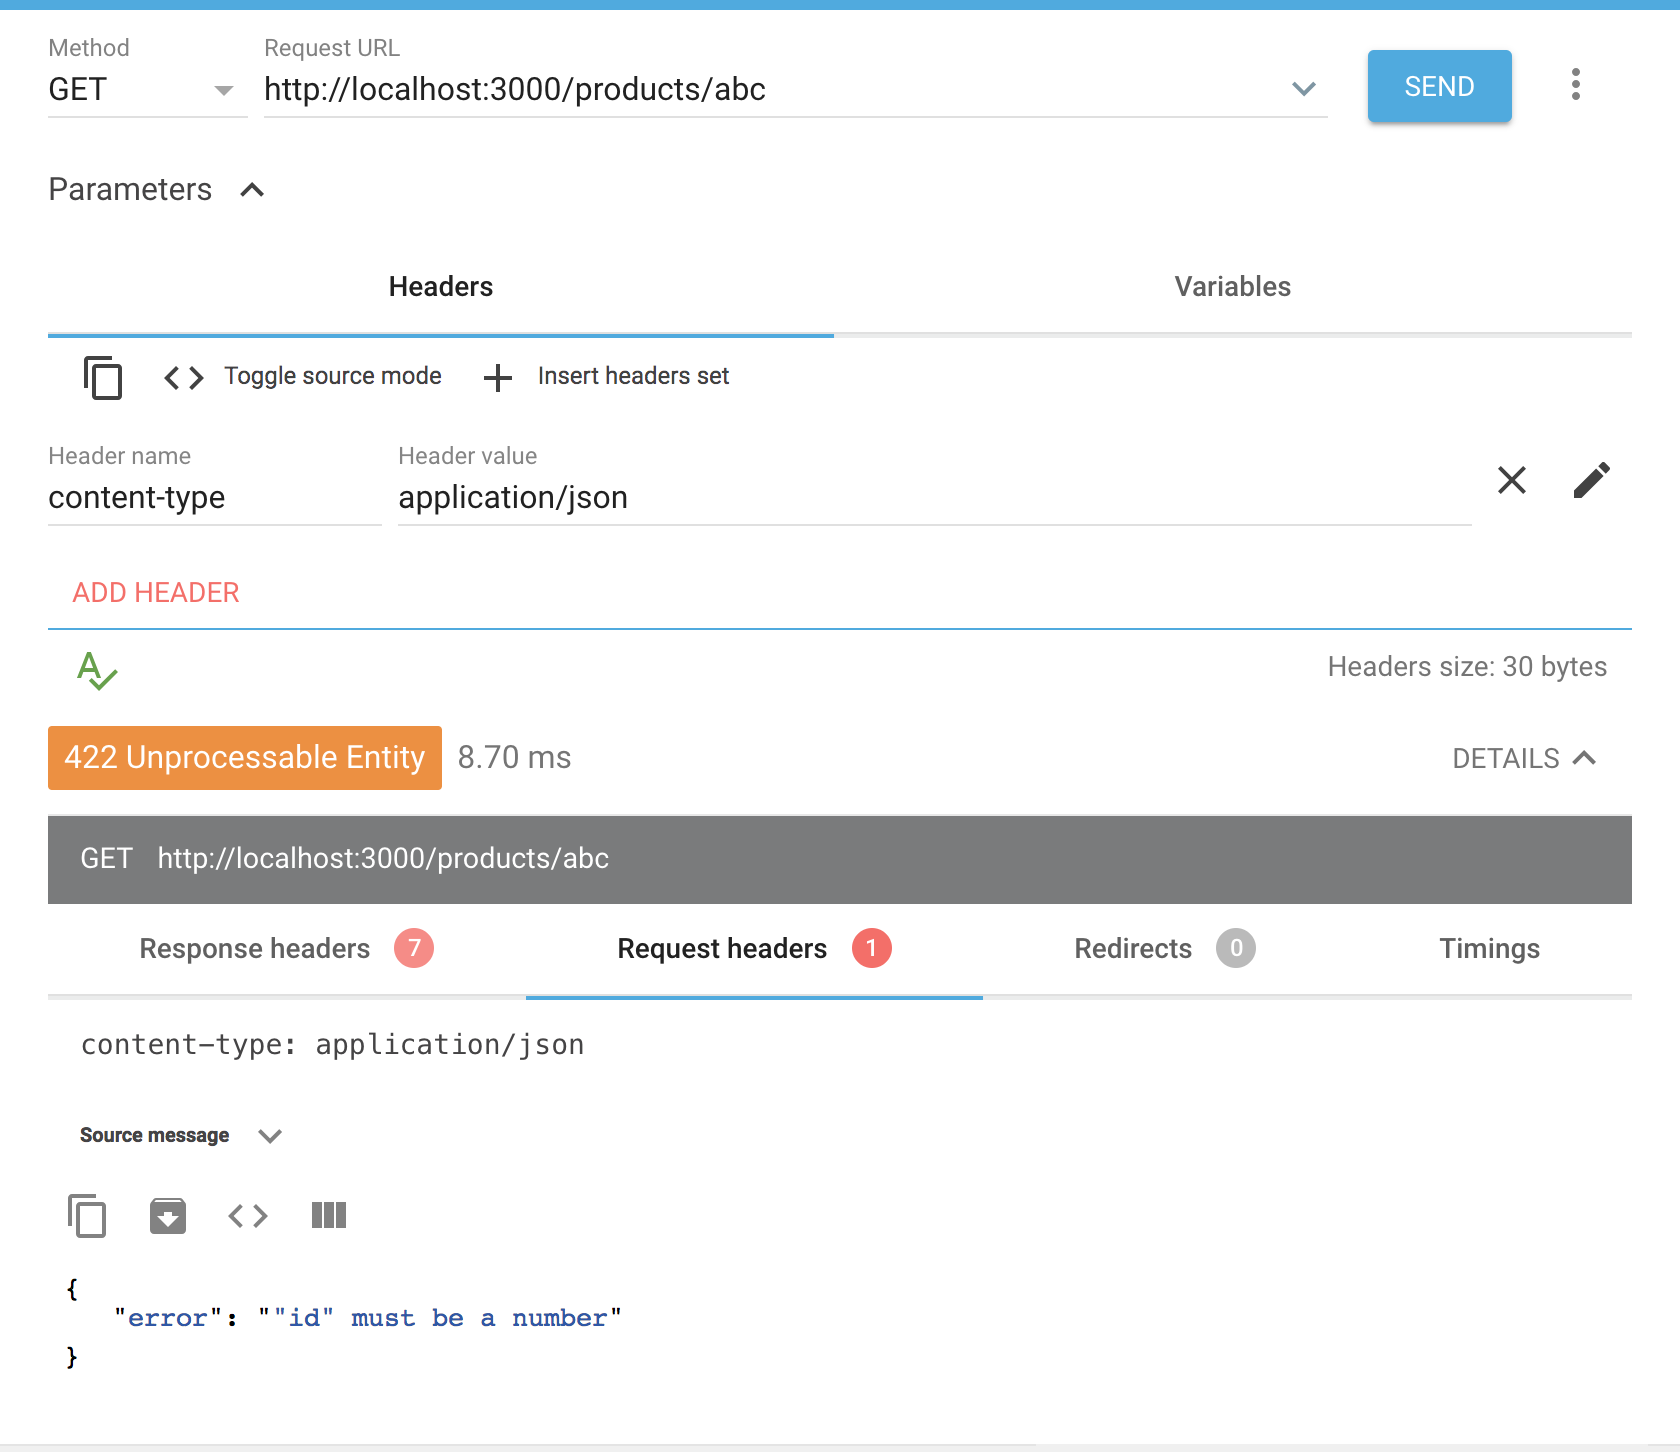 Method Request URL
GET http://localhost:3000/products/abc SEND
Parameters
Headers Variables
Toggle source mode Insert headers set
Header name Header value
content-type application/json
ADD HEADER
Headers size: 30 bytes
422 Unprocessable Entity 8.70 ms DETAILS
GET http://localhost:3000/products/abc
Response headers 7 Request headers 1 Redirects 0 Timings
content-type: application/json
Source message
{
"error": ""id" must be a number"
}